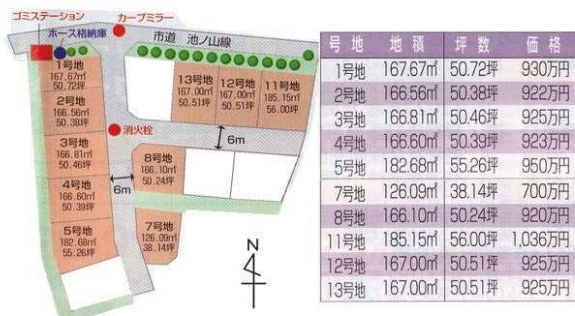 ゴミステーション
カーブミラー
ホース格納庫
市道 池ノ山線
1号地
167.67㎡
50.72坪
2号地
166.56㎡
50.38坪
3号地
166.81㎡
50.46坪
4号地
166.60㎡
50.39坪
5号地
182.68㎡
55.26坪
13号地
167.00㎡
50.51坪
12号地
167.00㎡
50.51坪
11号地
185.15㎡
56.00坪
消火栓
6m
8号地
166.10㎡
50.24坪
6m
7号地
126.09㎡
38.14坪
N
号地 地積 坪数 価格
1号地 167.67㎡ 50.72坪 930万円
2号地 166.56㎡ 50.38坪 922万円
3号地 166.81㎡ 50.46坪 925万円
4号地 166.60㎡ 50.39坪 923万円
5号地 182.68㎡ 55.26坪 950万円
7号地 126.09㎡ 38.14坪 700万円
8号地 166.10㎡ 50.24坪 920万円
11号地 185.15㎡ 56.00坪 1,036万円
12号地 167.00㎡ 50.51坪 925万円
13号地 167.00㎡ 50.51坪 925万円